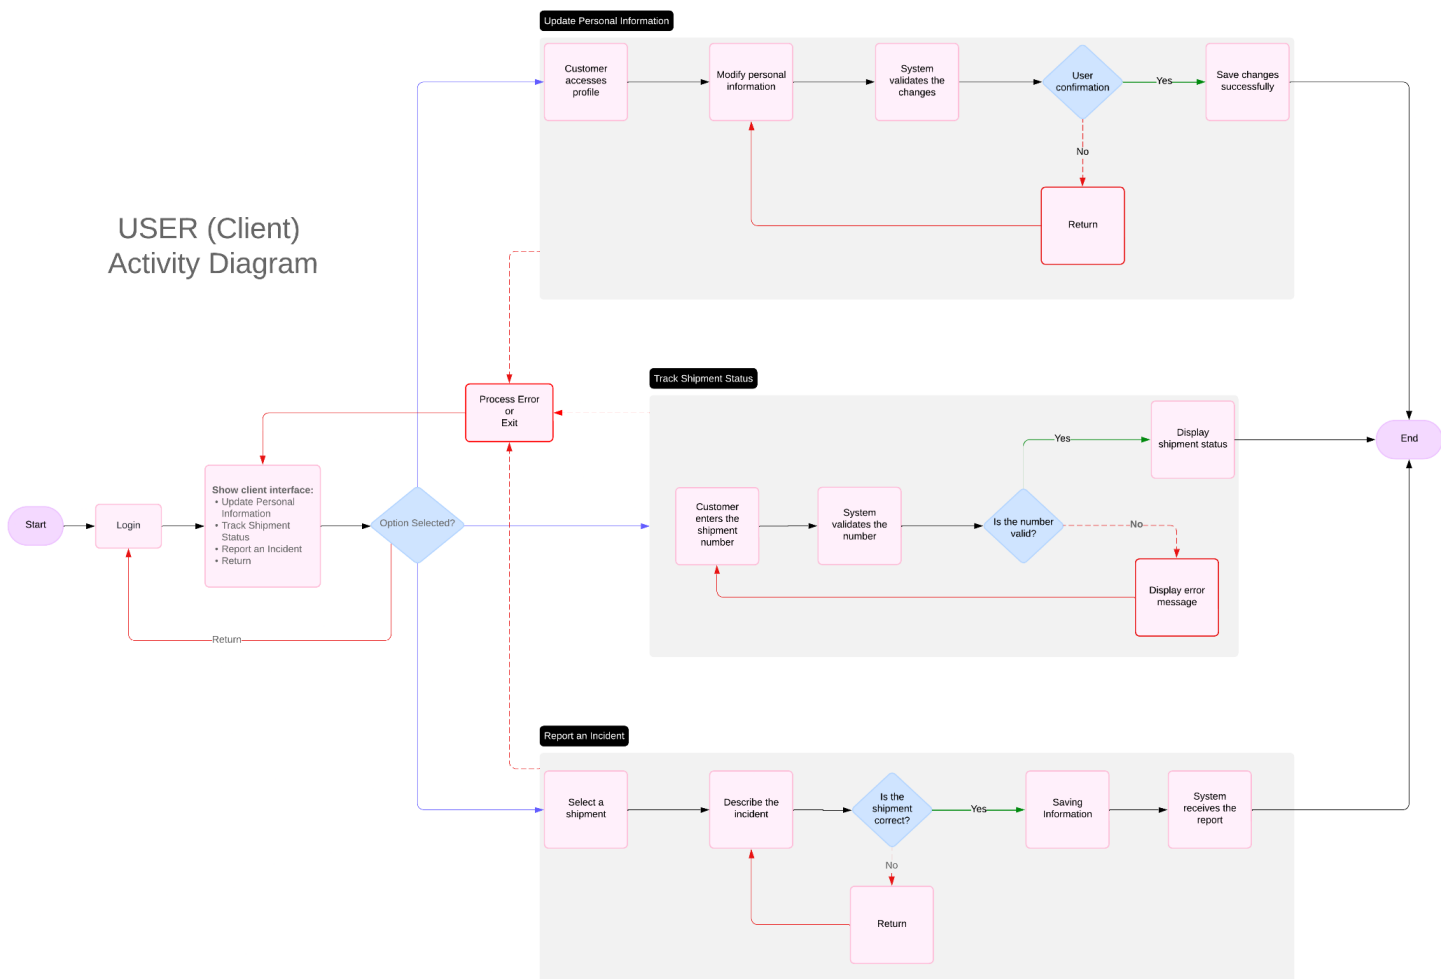 Update Personal Information
Customer
accesses
profile
Modify personal
information
System
validates the
changes
User
confirmation
Yes
Save changes
successfully
No
Return
USER (Client)
Activity Diagram
Process Error
or
Exit
Track Shipment Status
Yes
Display
shipment status
End
Start
Login
Show client interface:
• Update Personal
Information
• Track Shipment
Status
• Report an Incident
• Return
Option Selected?
Customer
enters the
shipment
number
System
validates the
number
Is the number
valid?
No
Display error
message
Return
Report an Incident
Select a
shipment
Describe the
incident
Is the
shipment
correct?
Yes
Saving
Information
System
receives the
report
No
Return